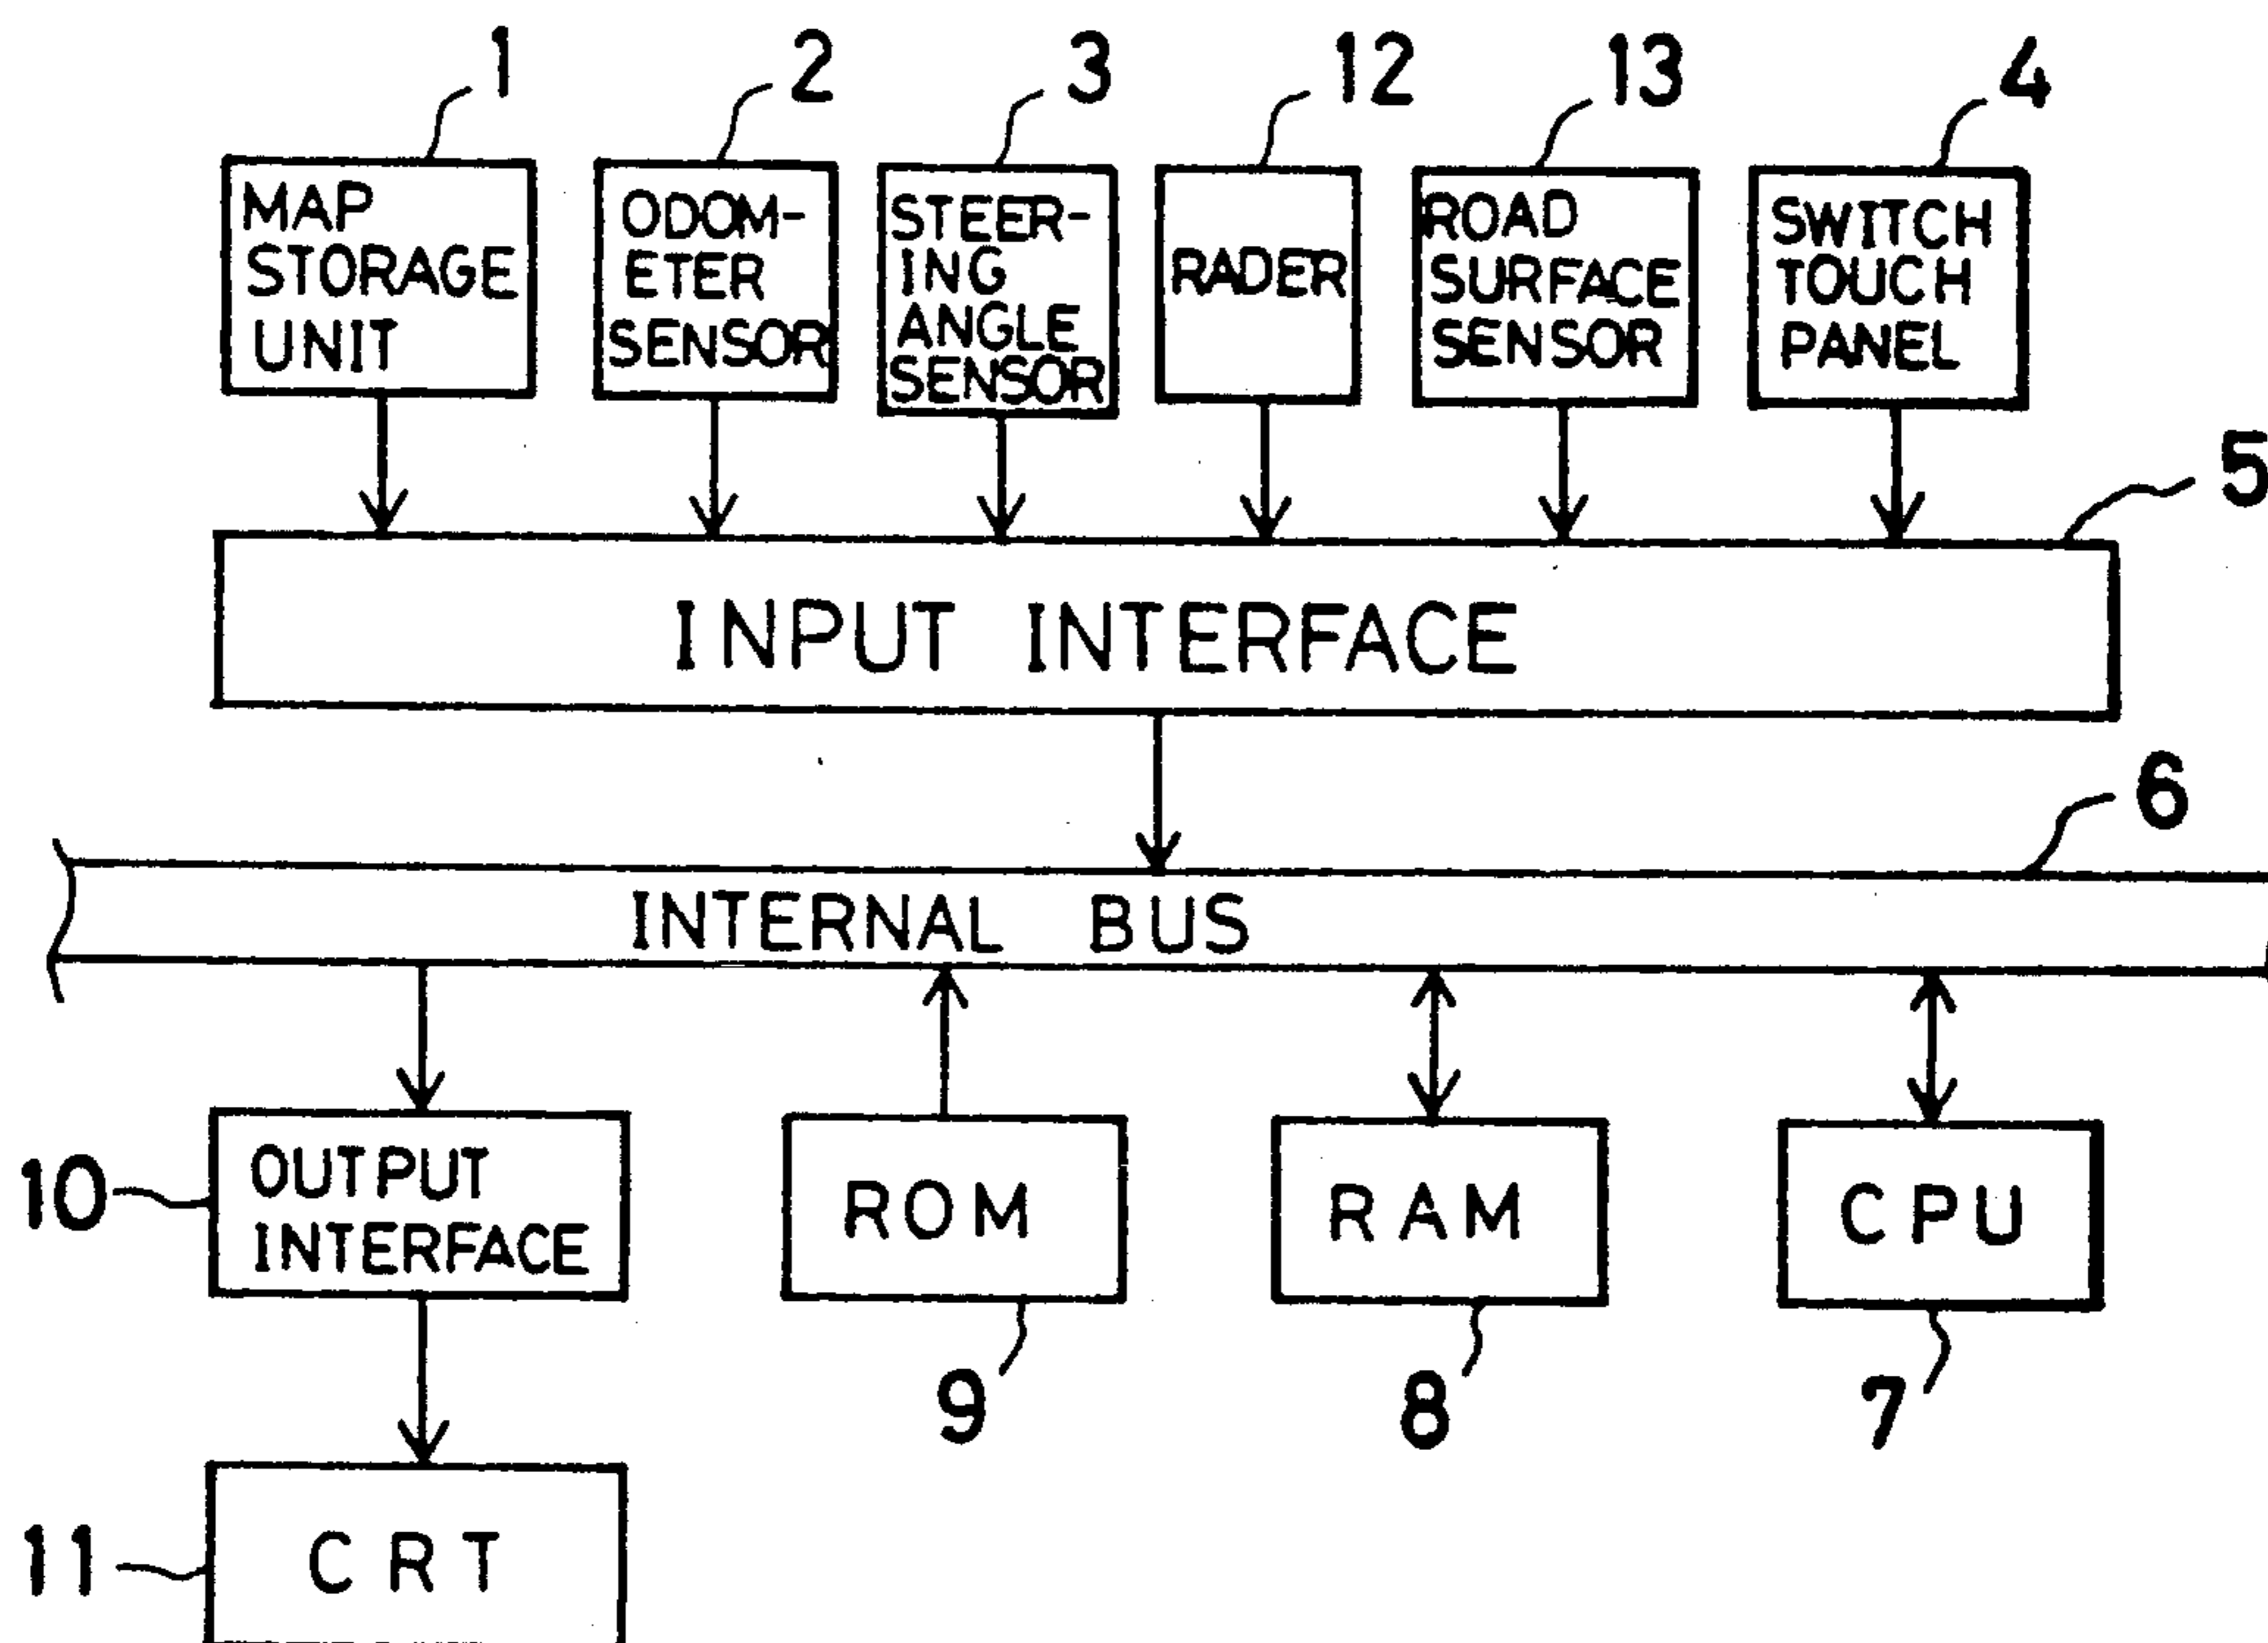 1
2
3
12
13
4
MAP
STORAGE
UNIT
ODOM-
ETER
SENSOR
STEER-
ING
ANGLE
SENSOR
RADER
ROAD
SURFACE
SENSOR
SWITCH
TOUCH
PANEL
5
INPUT INTERFACE
6
INTERNAL BUS
10
OUTPUT
INTERFACE
ROM
RAM
CPU
9
8
7
11
CRT